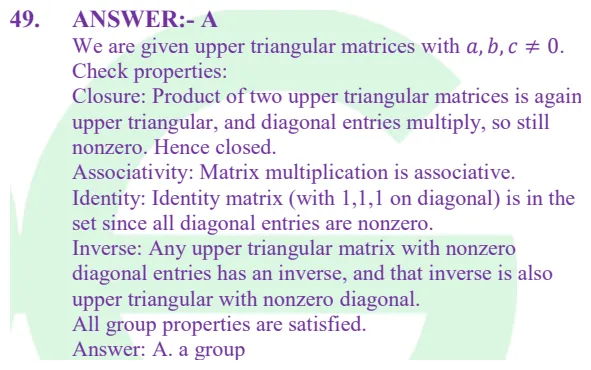 49. ANSWER:- A
We are given upper triangular matrices with a, b, c ≠ 0.
Check properties:
Closure: Product of two upper triangular matrices is again
upper triangular, and diagonal entries multiply, so still
nonzero. Hence closed.
Associativity: Matrix multiplication is associative.
Identity: Identity matrix (with 1,1,1 on diagonal) is in the
set since all diagonal entries are nonzero.
Inverse: Any upper triangular matrix with nonzero
diagonal entries has an inverse, and that inverse is also
upper triangular with nonzero diagonal.
All group properties are satisfied.
Answer: A. a group